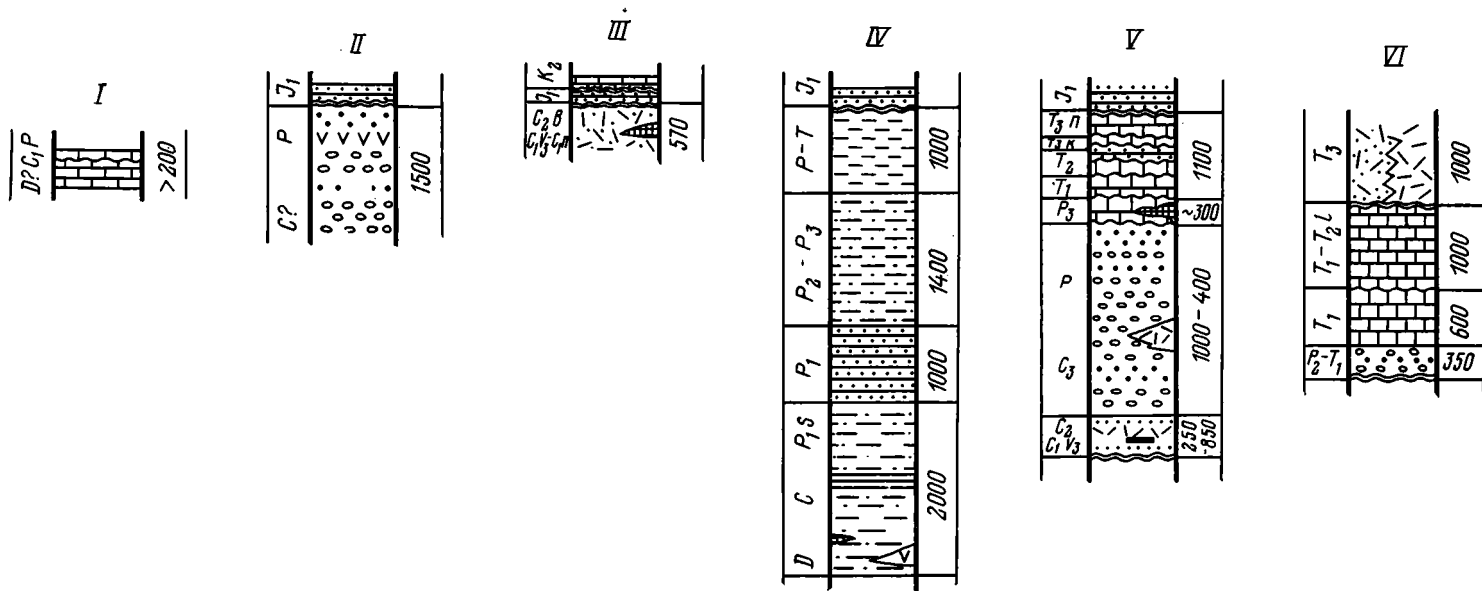 I
D? C₁ P
>200
II
J₁
P
C?
1500
III
K₂
J₁
C₂ B
C₁V₃-C₁n
570
IV
J₁
P-T
P₂-P₃
P₁
P₁S
C
D
1000
1400
1000
2000
V
J₁
T₃ n
T₃ K
T₂
T₁
P₃
P
C₃
C₂
C₁ V₃
1100
~300
1000-400
250
-850
VI
T₃
T₁-T₂ l
T₁
P₂-T₁
1000
1000
600
350